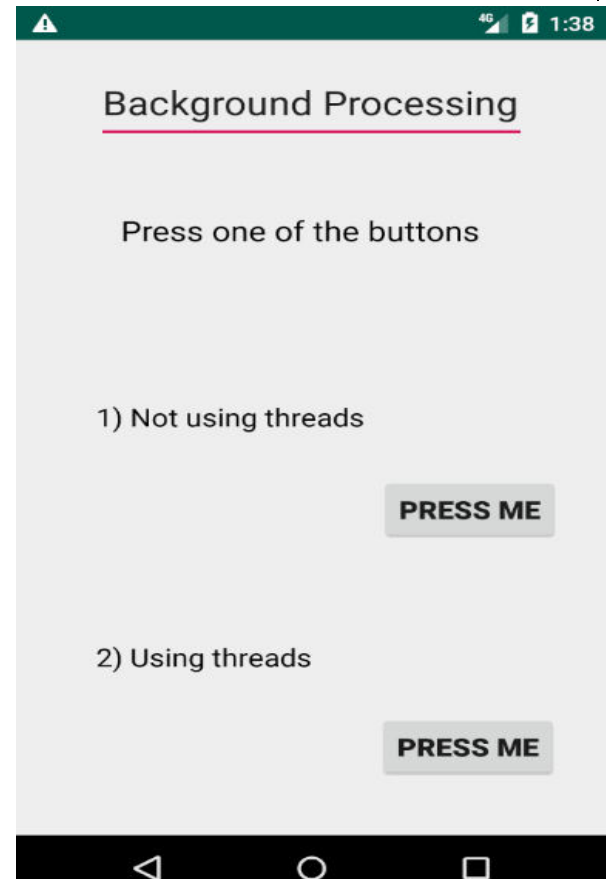 4G 1:38
Background Processing
Press one of the buttons
1) Not using threads
PRESS ME
2) Using threads
PRESS ME